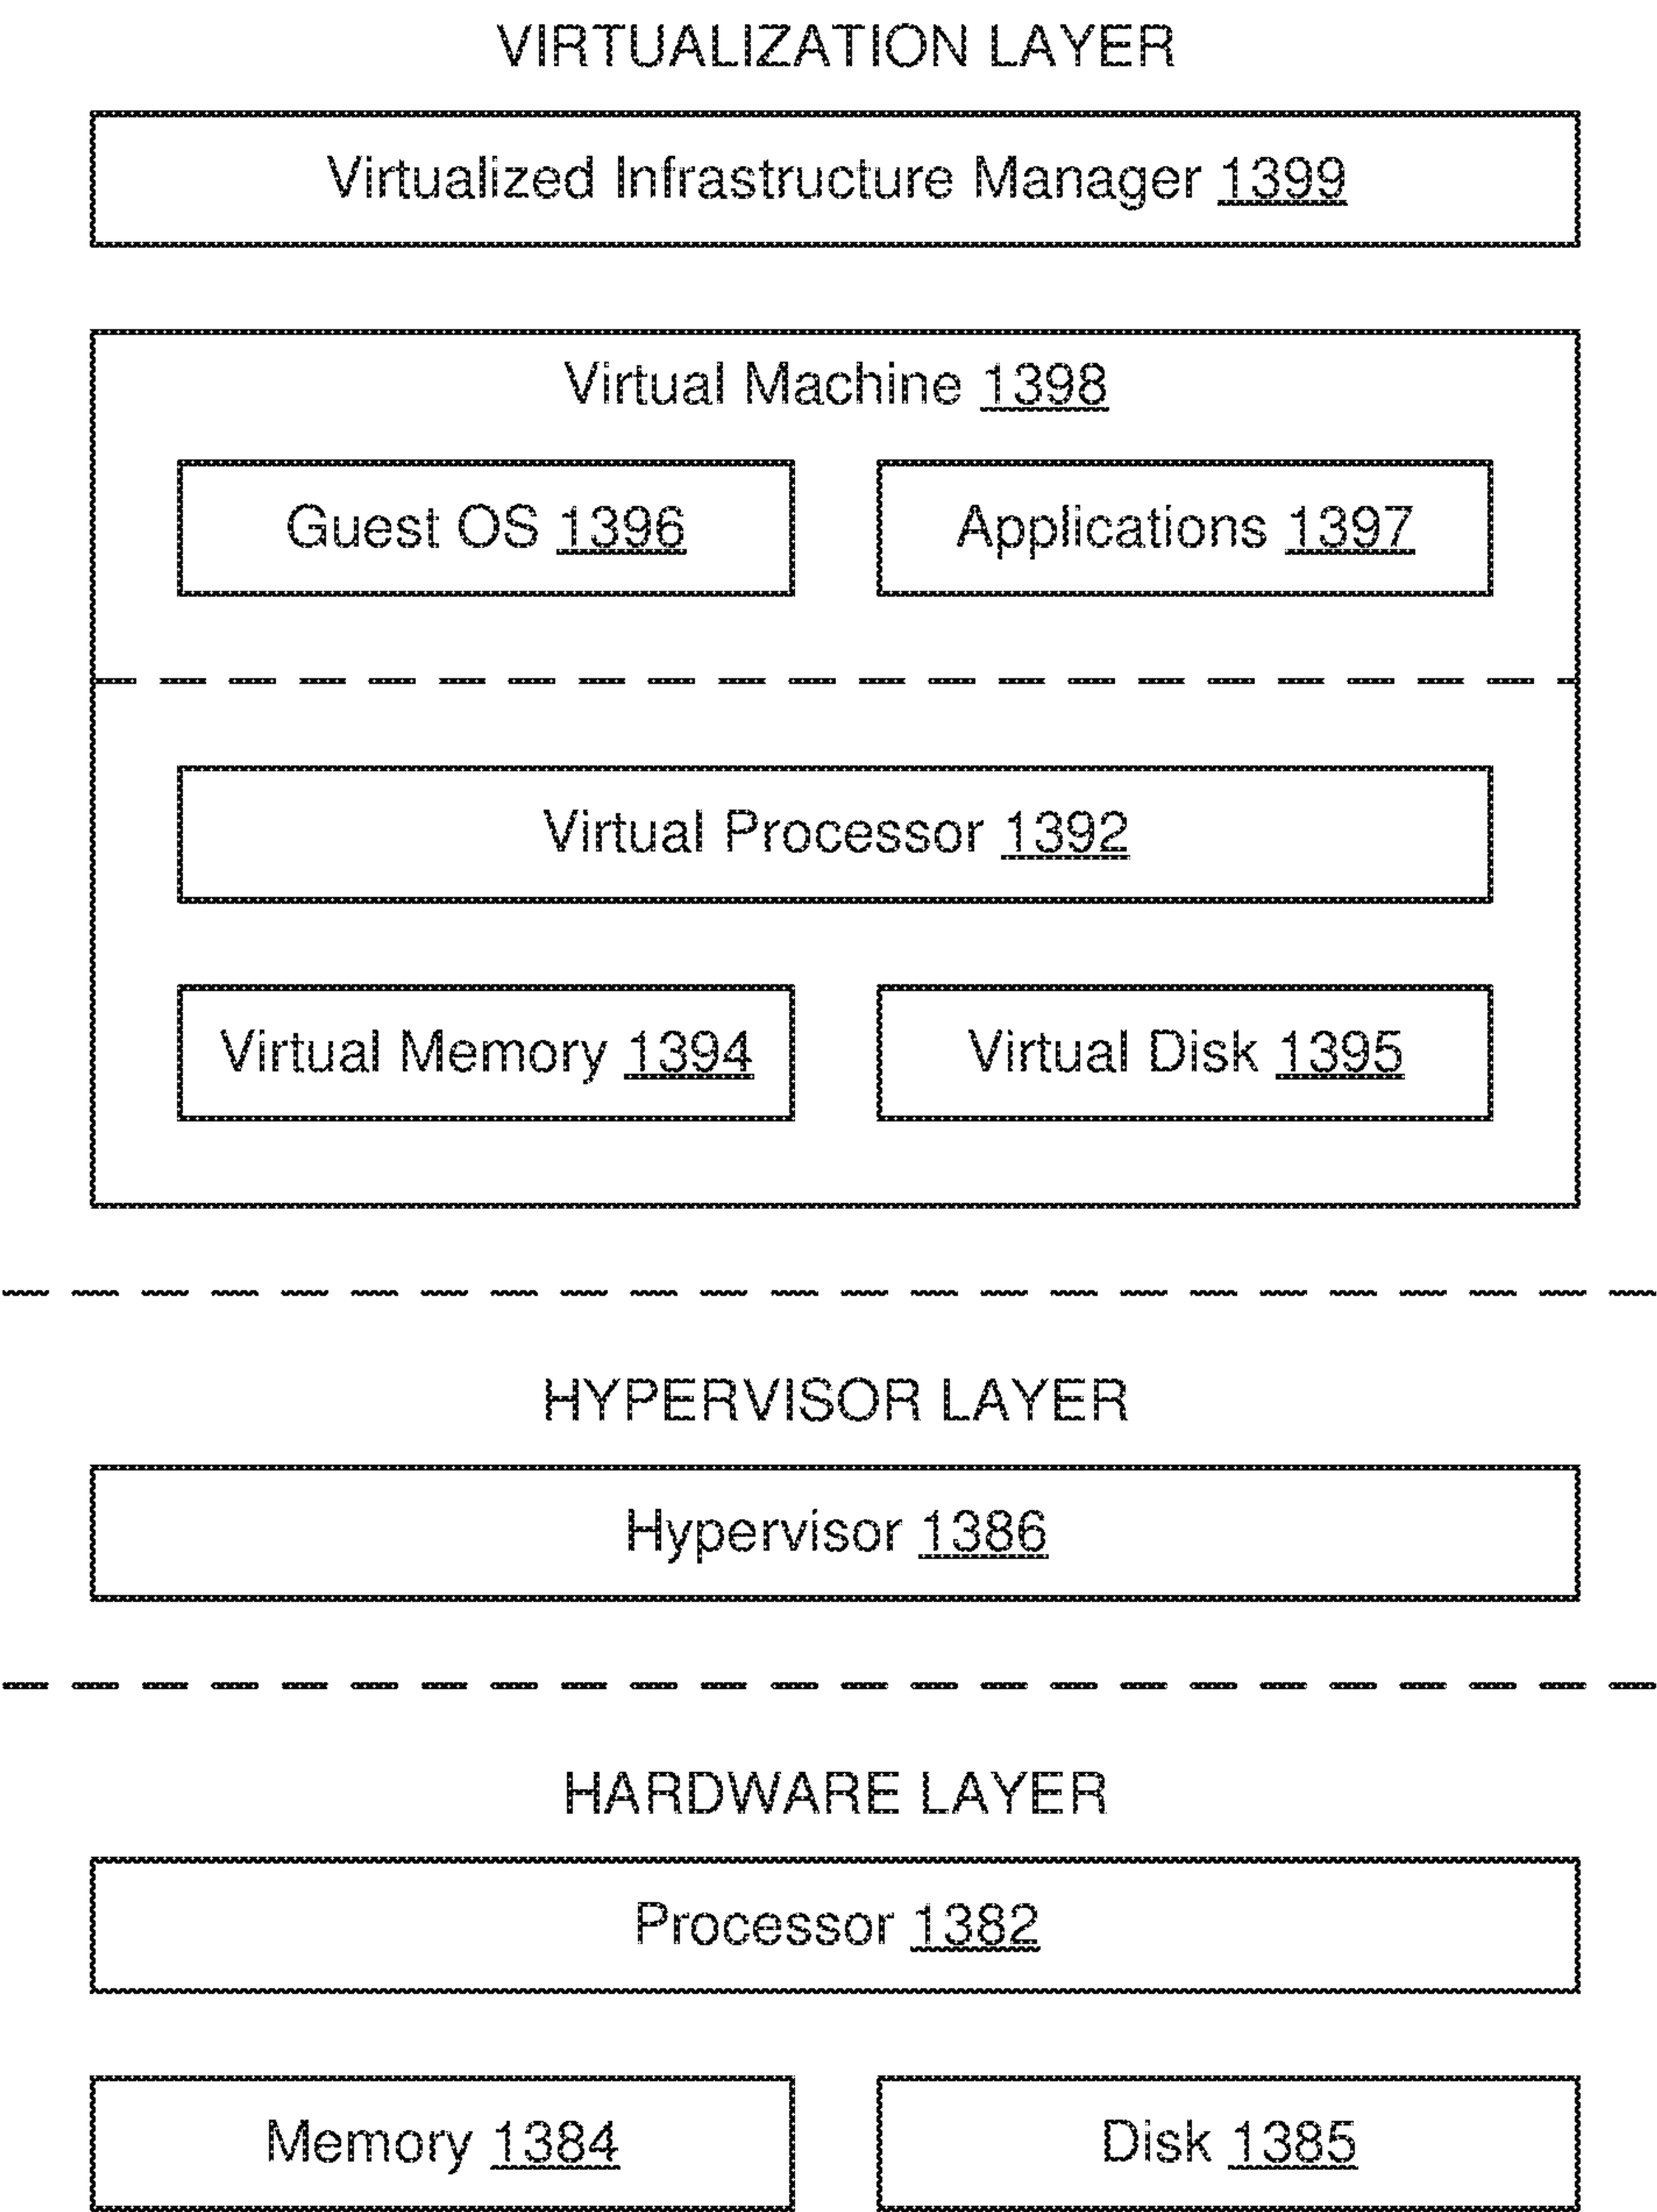 VIRTUALIZATION LAYER
Virtualized Infrastructure Manager 1399
Virtual Machine 1398
Guest OS 1396
Applications 1397
Virtual Processor 1392
Virtual Memory 1394
Virtual Disk 1395
HYPERVISOR LAYER
Hypervisor 1386
HARDWARE LAYER
Processor 1382
Memory 1384
Disk 1385